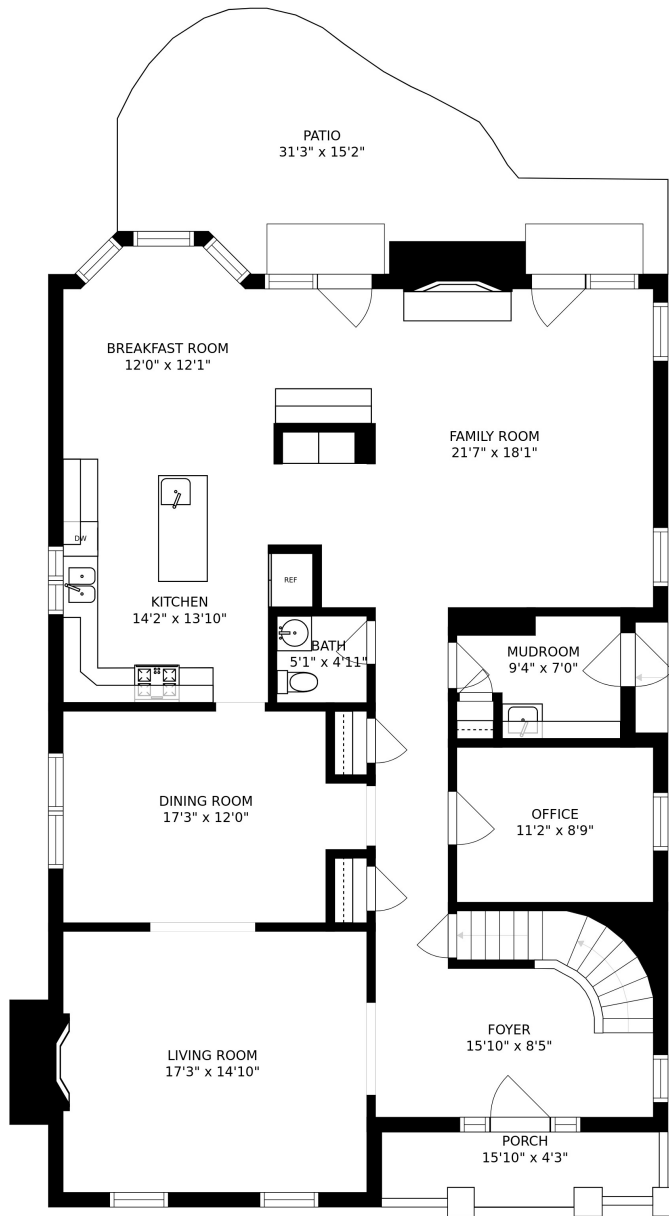 PATIO
31'3" x 15'2"
BREAKFAST ROOM
12'0" x 12'1"
FAMILY ROOM
21'7" x 18'1"
DW
REF
KITCHEN
14'2" x 13'10"
BATH
5'1" x 4'11"
MUDROOM
9'4" x 7'0"
DINING ROOM
17'3" x 12'0"
OFFICE
11'2" x 8'9"
FOYER
15'10" x 8'5"
LIVING ROOM
17'3" x 14'10"
PORCH
15'10" x 4'3"